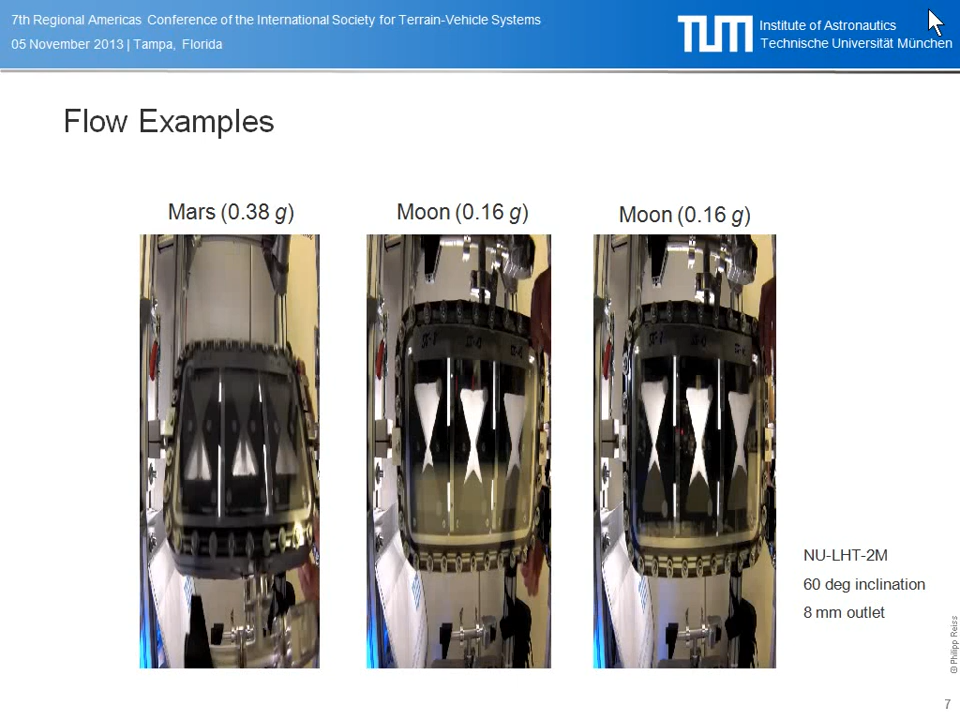 7th Regional Americas Conference of the International Society for Terrain-Vehicle Systems
05 November 2013 | Tampa, Florida
TUM
Institute of Astronautics
Technische Universität München
Flow Examples
Mars (0.38 g)
Moon (0.16 g)
Moon (0.16 g)
NU-LHT-2M
60 deg inclination
8 mm outlet
© Philipp Reiss
7